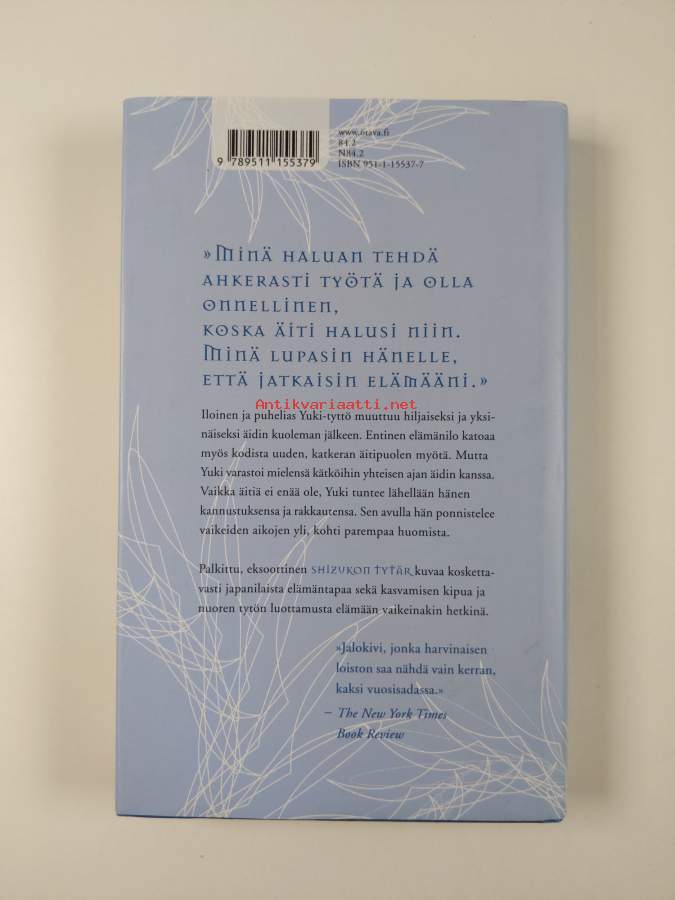 9 789511 155379
www.otava.fi
84.2
N84.2
ISBN 951-1-15537-7
»Minä haluan tehdä
ahkerasti työtä ja olla
onnellinen,
koska äiti halusi niin.
Minä lupasin hänelle,
että jatkaisin elämääni.»
Antikvariaatti.net
Iloinen ja puhelias Yuki-tyttö muuttuu hiljaiseksi ja yksi-
näiseksi äidin kuoleman jälkeen. Entinen elämänilo katoaa
myös kodista uuden, katkeran äitipuolen myötä. Mutta
Yuki varastoi mielensä kätköihin yhteisen ajan äidin kanssa.
Vaikka äitiä ei enää ole, Yuki tuntee lähellään hänen
kannustuksensa ja rakkautensa. Sen avulla hän ponnistelee
vaikeiden aikojen yli, kohti parempaa huomista.
Palkittu, eksoottinen Shizukon tytär kuvaa kosketta-
vasti japanilaista elämäntapaa sekä kasvamisen kipua ja
nuoren tytön luottamusta elämään vaikeinakin hetkinä.
»Jalokivi, jonka harvinaisen
loiston saa nähdä vain kerran,
kaksi vuosisadassa.»
– The New York Times
Book Review